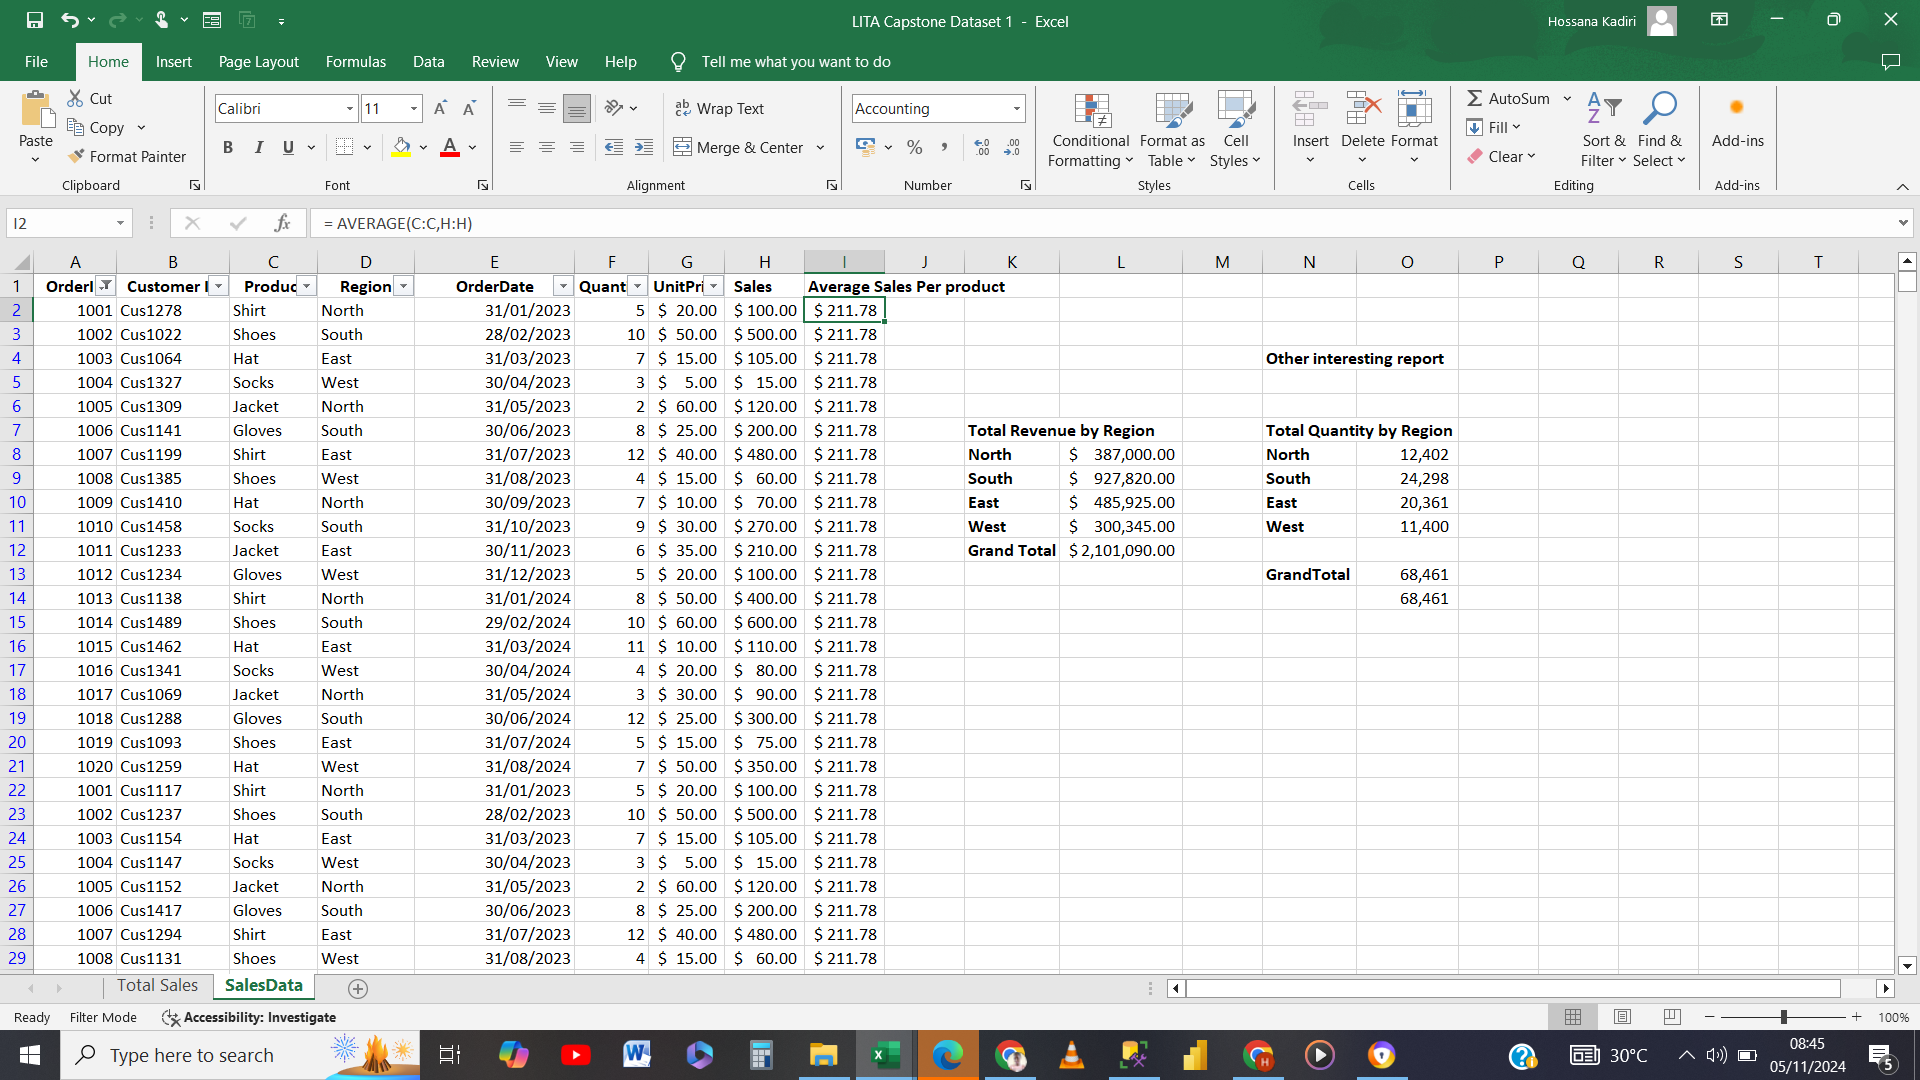 LITA Capstone Dataset 1 - Excel
Hossana Kadiri
File Home Insert Page Layout Formulas Data Review View Help Tell me what you want to do
Cut
Copy
Format Painter
Paste
Clipboard
Calibri 11
B I U
Font
Wrap Text
Merge & Center
Alignment
Accounting
Number
Conditional Formatting
Format as Table
Cell Styles
Styles
Insert Delete Format
Cells
AutoSum
Fill
Clear
Sort & Filter
Find & Select
Editing
Add-ins
Add-ins
I2 fx = AVERAGE(C:C,H:H)
A B C D E F G H I J K L M N O P Q R S T
1 OrderI Customer I Produc Region OrderDate Quant UnitPri Sales Average Sales Per product
2 1001 Cus1278 Shirt North 31/01/2023 5 $ 20.00 $ 100.00 $ 211.78
3 1002 Cus1022 Shoes South 28/02/2023 10 $ 50.00 $ 500.00 $ 211.78
4 1003 Cus1064 Hat East 31/03/2023 7 $ 15.00 $ 105.00 $ 211.78 Other interesting report
5 1004 Cus1327 Socks West 30/04/2023 3 $ 5.00 $ 15.00 $ 211.78
6 1005 Cus1309 Jacket North 31/05/2023 2 $ 60.00 $ 120.00 $ 211.78
7 1006 Cus1141 Gloves South 30/06/2023 8 $ 25.00 $ 200.00 $ 211.78 Total Revenue by Region Total Quantity by Region
8 1007 Cus1199 Shirt East 31/07/2023 12 $ 40.00 $ 480.00 $ 211.78 North $ 387,000.00 North 12,402
9 1008 Cus1385 Shoes West 31/08/2023 4 $ 15.00 $ 60.00 $ 211.78 South $ 927,820.00 South 24,298
10 1009 Cus1410 Hat North 30/09/2023 7 $ 10.00 $ 70.00 $ 211.78 East $ 485,925.00 East 20,361
11 1010 Cus1458 Socks South 31/10/2023 9 $ 30.00 $ 270.00 $ 211.78 West $ 300,345.00 West 11,400
12 1011 Cus1233 Jacket East 30/11/2023 6 $ 35.00 $ 210.00 $ 211.78 Grand Total $ 2,101,090.00
13 1012 Cus1234 Gloves West 31/12/2023 5 $ 20.00 $ 100.00 $ 211.78 GrandTotal 68,461
14 1013 Cus1138 Shirt North 31/01/2024 8 $ 50.00 $ 400.00 $ 211.78 68,461
15 1014 Cus1489 Shoes South 29/02/2024 10 $ 60.00 $ 600.00 $ 211.78
16 1015 Cus1462 Hat East 31/03/2024 11 $ 10.00 $ 110.00 $ 211.78
17 1016 Cus1341 Socks West 30/04/2024 4 $ 20.00 $ 80.00 $ 211.78
18 1017 Cus1069 Jacket North 31/05/2024 3 $ 30.00 $ 90.00 $ 211.78
19 1018 Cus1288 Gloves South 30/06/2024 12 $ 25.00 $ 300.00 $ 211.78
20 1019 Cus1093 Shoes East 31/07/2024 5 $ 15.00 $ 75.00 $ 211.78
21 1020 Cus1259 Hat West 31/08/2024 7 $ 50.00 $ 350.00 $ 211.78
22 1001 Cus1117 Shirt North 31/01/2023 5 $ 20.00 $ 100.00 $ 211.78
23 1002 Cus1237 Shoes South 28/02/2023 10 $ 50.00 $ 500.00 $ 211.78
24 1003 Cus1154 Hat East 31/03/2023 7 $ 15.00 $ 105.00 $ 211.78
25 1004 Cus1147 Socks West 30/04/2023 3 $ 5.00 $ 15.00 $ 211.78
26 1005 Cus1152 Jacket North 31/05/2023 2 $ 60.00 $ 120.00 $ 211.78
27 1006 Cus1417 Gloves South 30/06/2023 8 $ 25.00 $ 200.00 $ 211.78
28 1007 Cus1294 Shirt East 31/07/2023 12 $ 40.00 $ 480.00 $ 211.78
29 1008 Cus1131 Shoes West 31/08/2023 4 $ 15.00 $ 60.00 $ 211.78
Total Sales SalesData
Ready Filter Mode Accessibility: Investigate 100%
Type here to search
30°C
08:45
05/11/2024
5